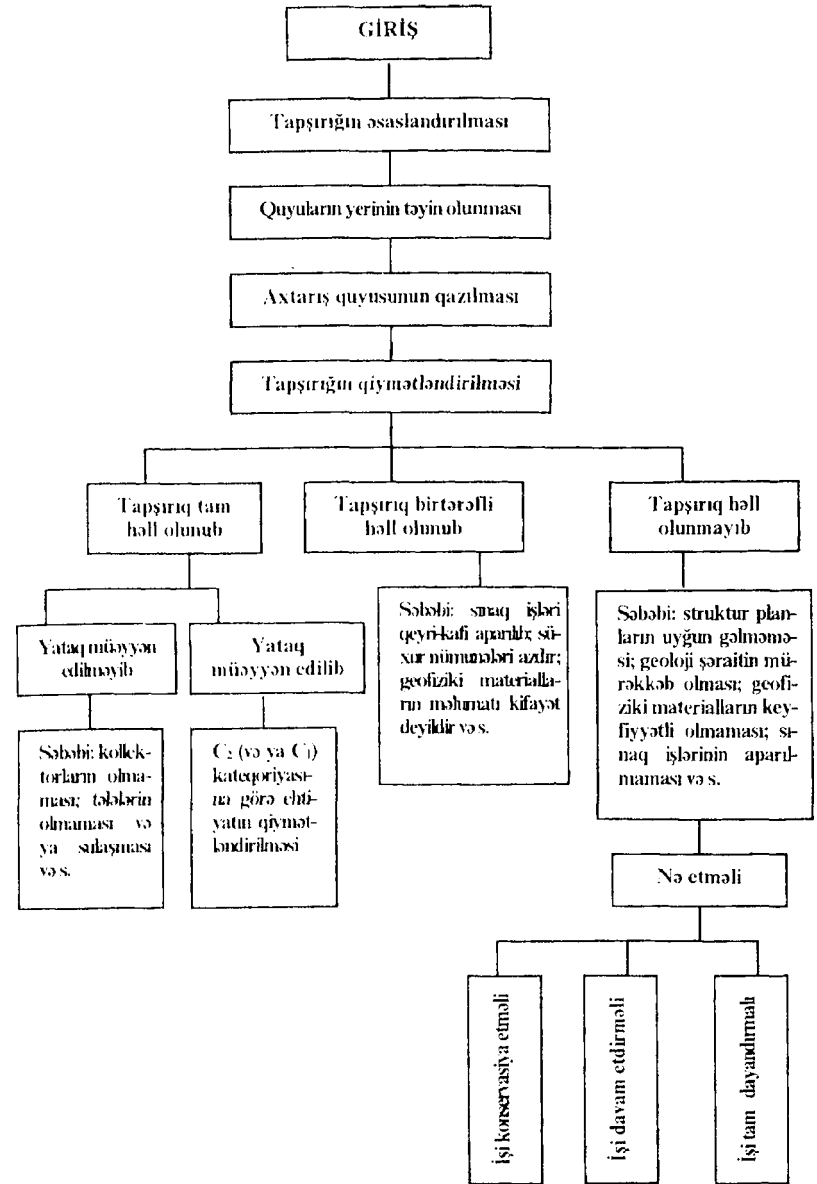 GİRİŞ
Tapşırığın əsaslandırılması
Quyuların yerinin təyin olunması
Axtarış quyusunun qazılması
Tapşırığın qiymətləndirilməsi
Tapşırıq tam
həll olunub
Tapşırıq birtərəfli
həll olunub
Tapşırıq həll
olunmayıb
Yataq müəyyən
edilməyib
Yataq
müəyyən edilib
Səbəbi: sınaq işləri
qeyri-kafi aparılıb; sü-
xur nümunələri azdır;
geofiziki materialla-
rın məlumatı kifayət
deyildir və s.
Səbəbi: struktur plan-
ların uyğun gəlməmə-
si; geoloji şəraitin mü-
rəkkəb olması; geofi-
ziki materialların key-
fiyyətli olmaması; sı-
naq işlərinin aparıl-
maması və s.
Səbəbi: kollek-
torların olma-
ması; tələlərin
olmaması və
ya sulaşması
və s.
C₂ (və ya C₁)
kateqoriyası-
na görə ehti-
yatın qiymət-
ləndirilməsi
Nə etməli
İşi konservasiya etməli
İşi davam etdirməli
İşi tam dayandırmalı